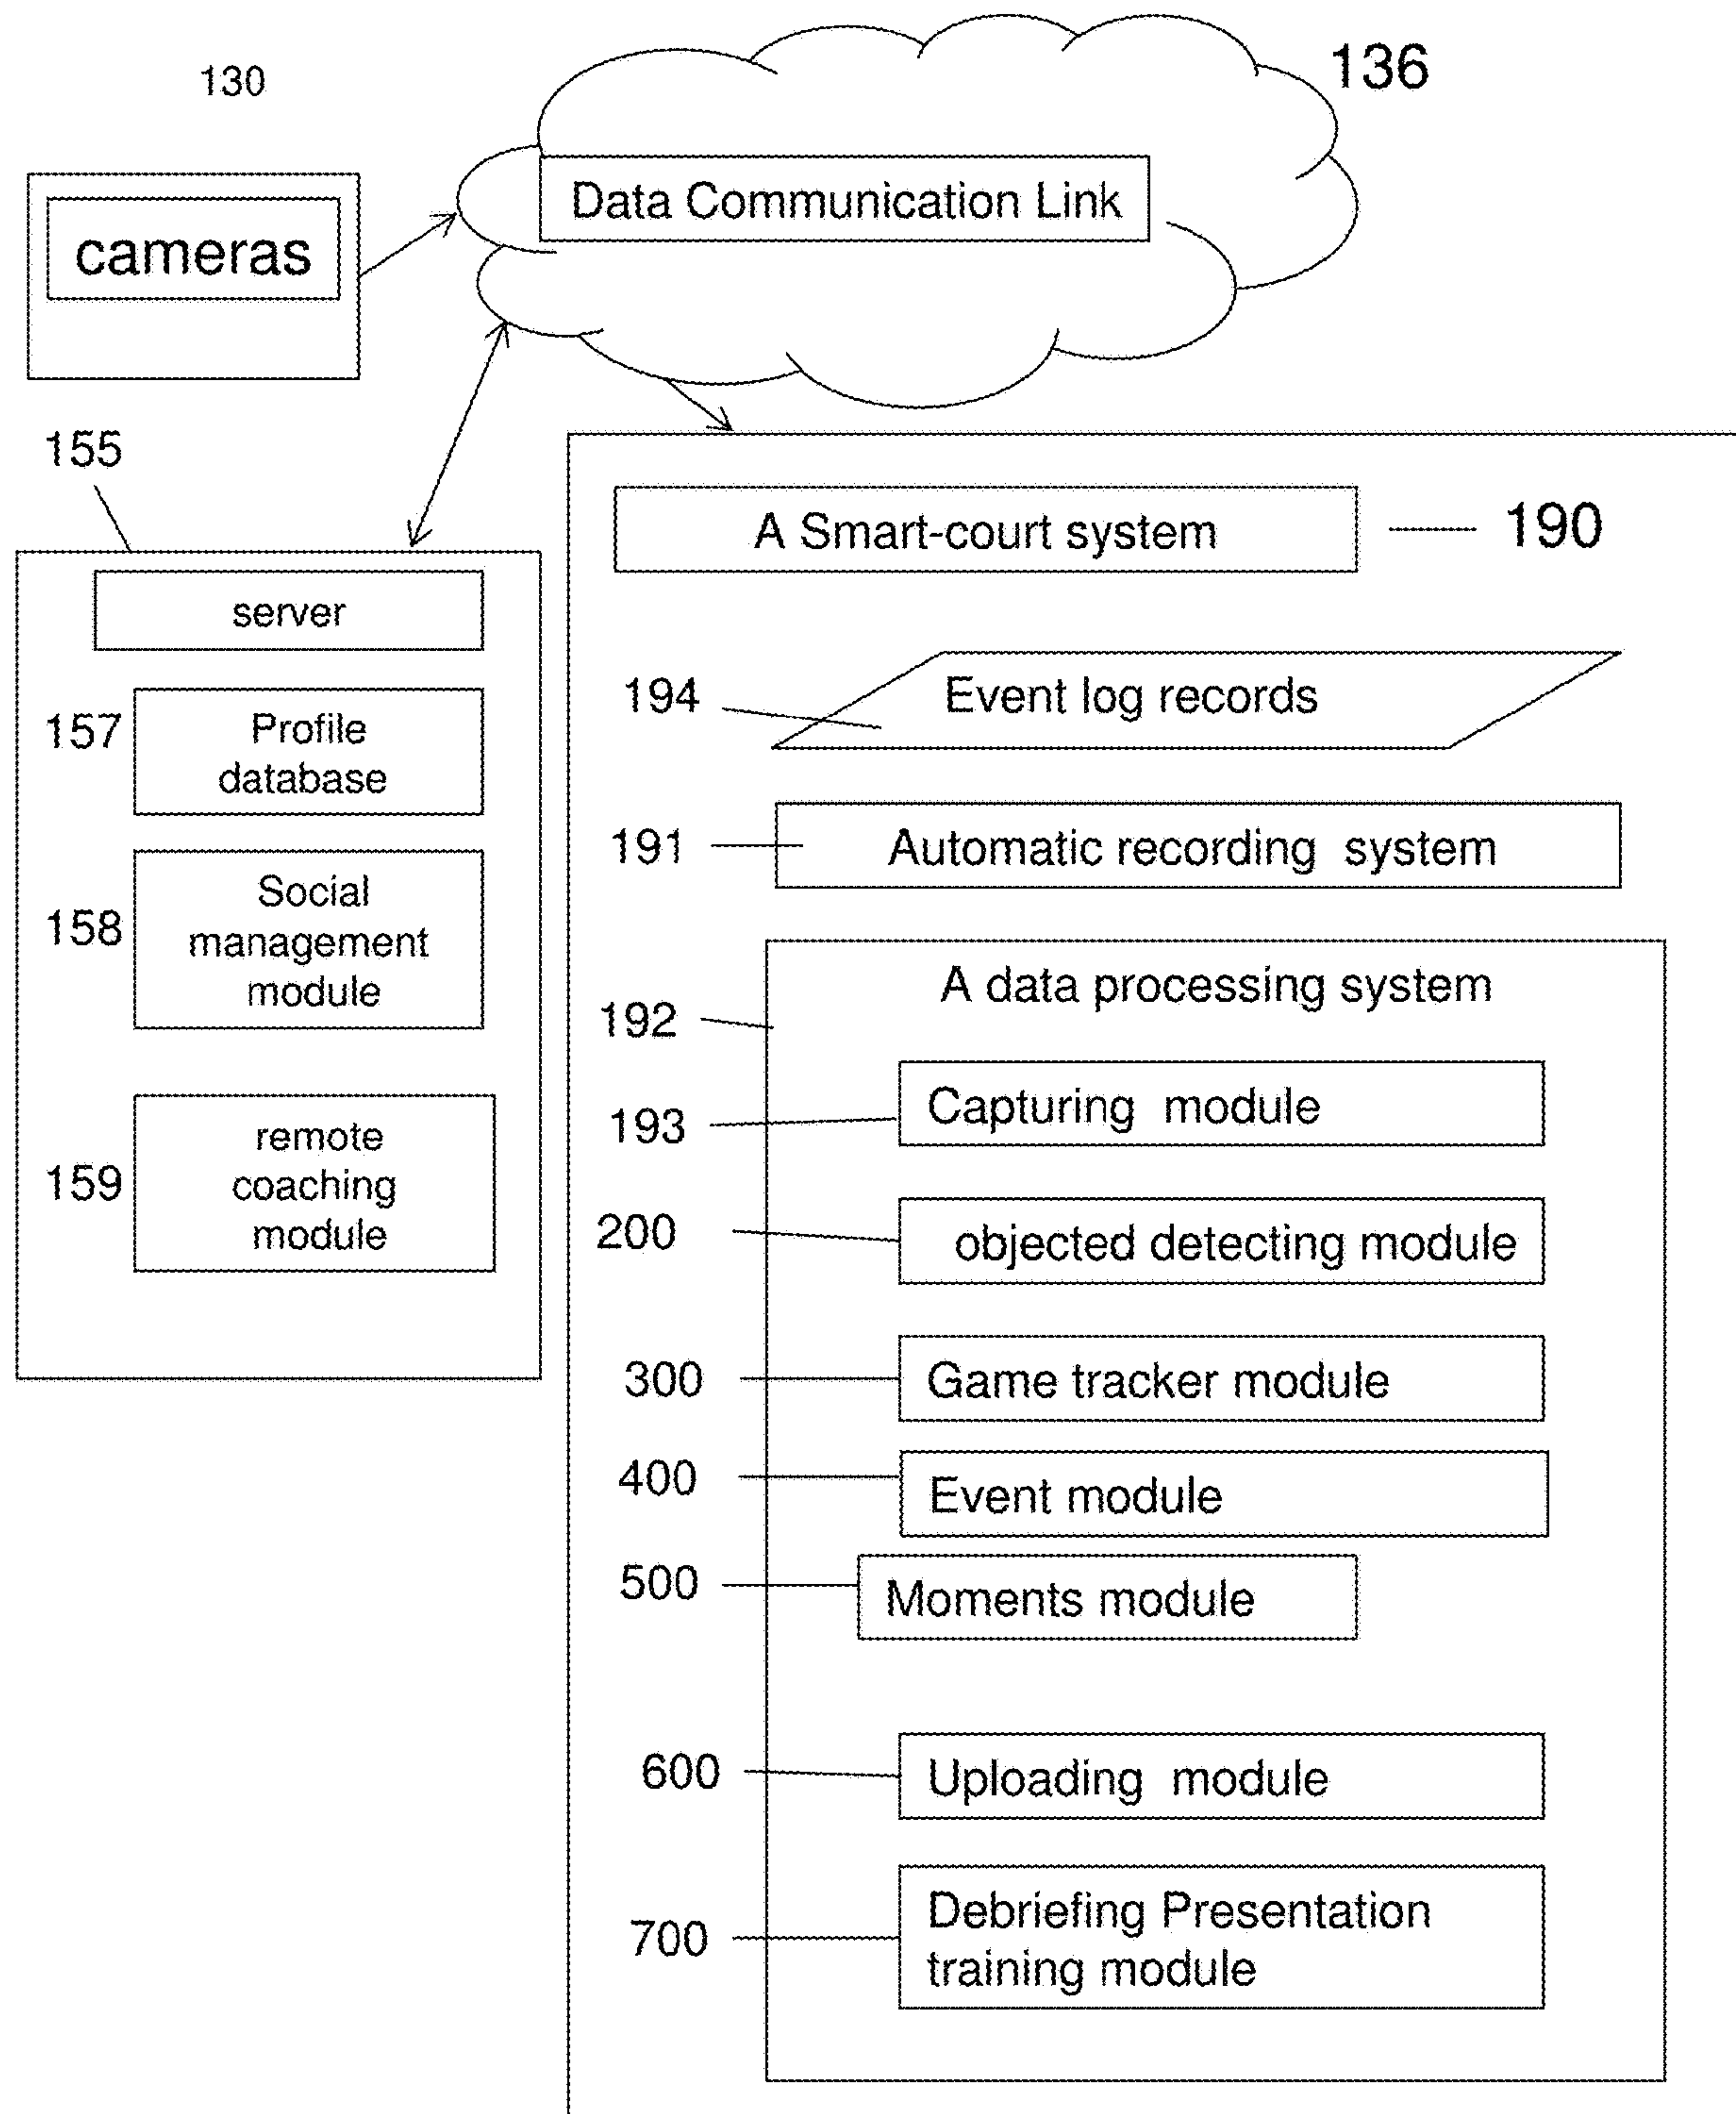 130
136
Data Communication Link
cameras
155
server
157
Profile
database
158
Social
management
module
159
remote
coaching
module
A Smart-court system
190
194
Event log records
191
Automatic recording system
A data processing system
192
193
Capturing module
200
objected detecting module
300
Game tracker module
400
Event module
500
Moments module
600
Uploading module
700
Debriefing Presentation
training module